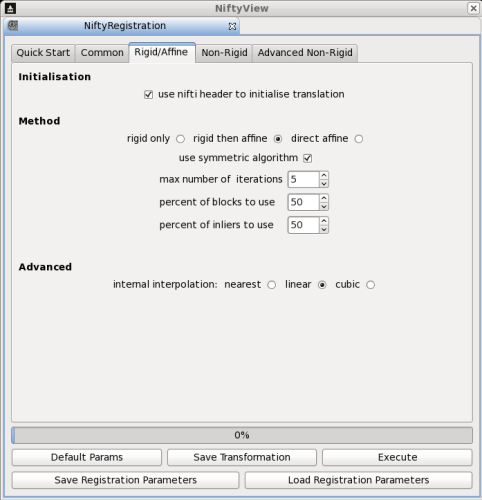 NiftyView
NiftyRegistration
Quick Start Common Rigid/Affine Non-Rigid Advanced Non-Rigid
Initialisation
use nifti header to initialise translation
Method
rigid only rigid then affine direct affine
use symmetric algorithm
max number of iterations 5
percent of blocks to use 50
percent of inliers to use 50
Advanced
internal interpolation: nearest linear cubic
0%
Default Params Save Transformation Execute
Save Registration Parameters Load Registration Parameters